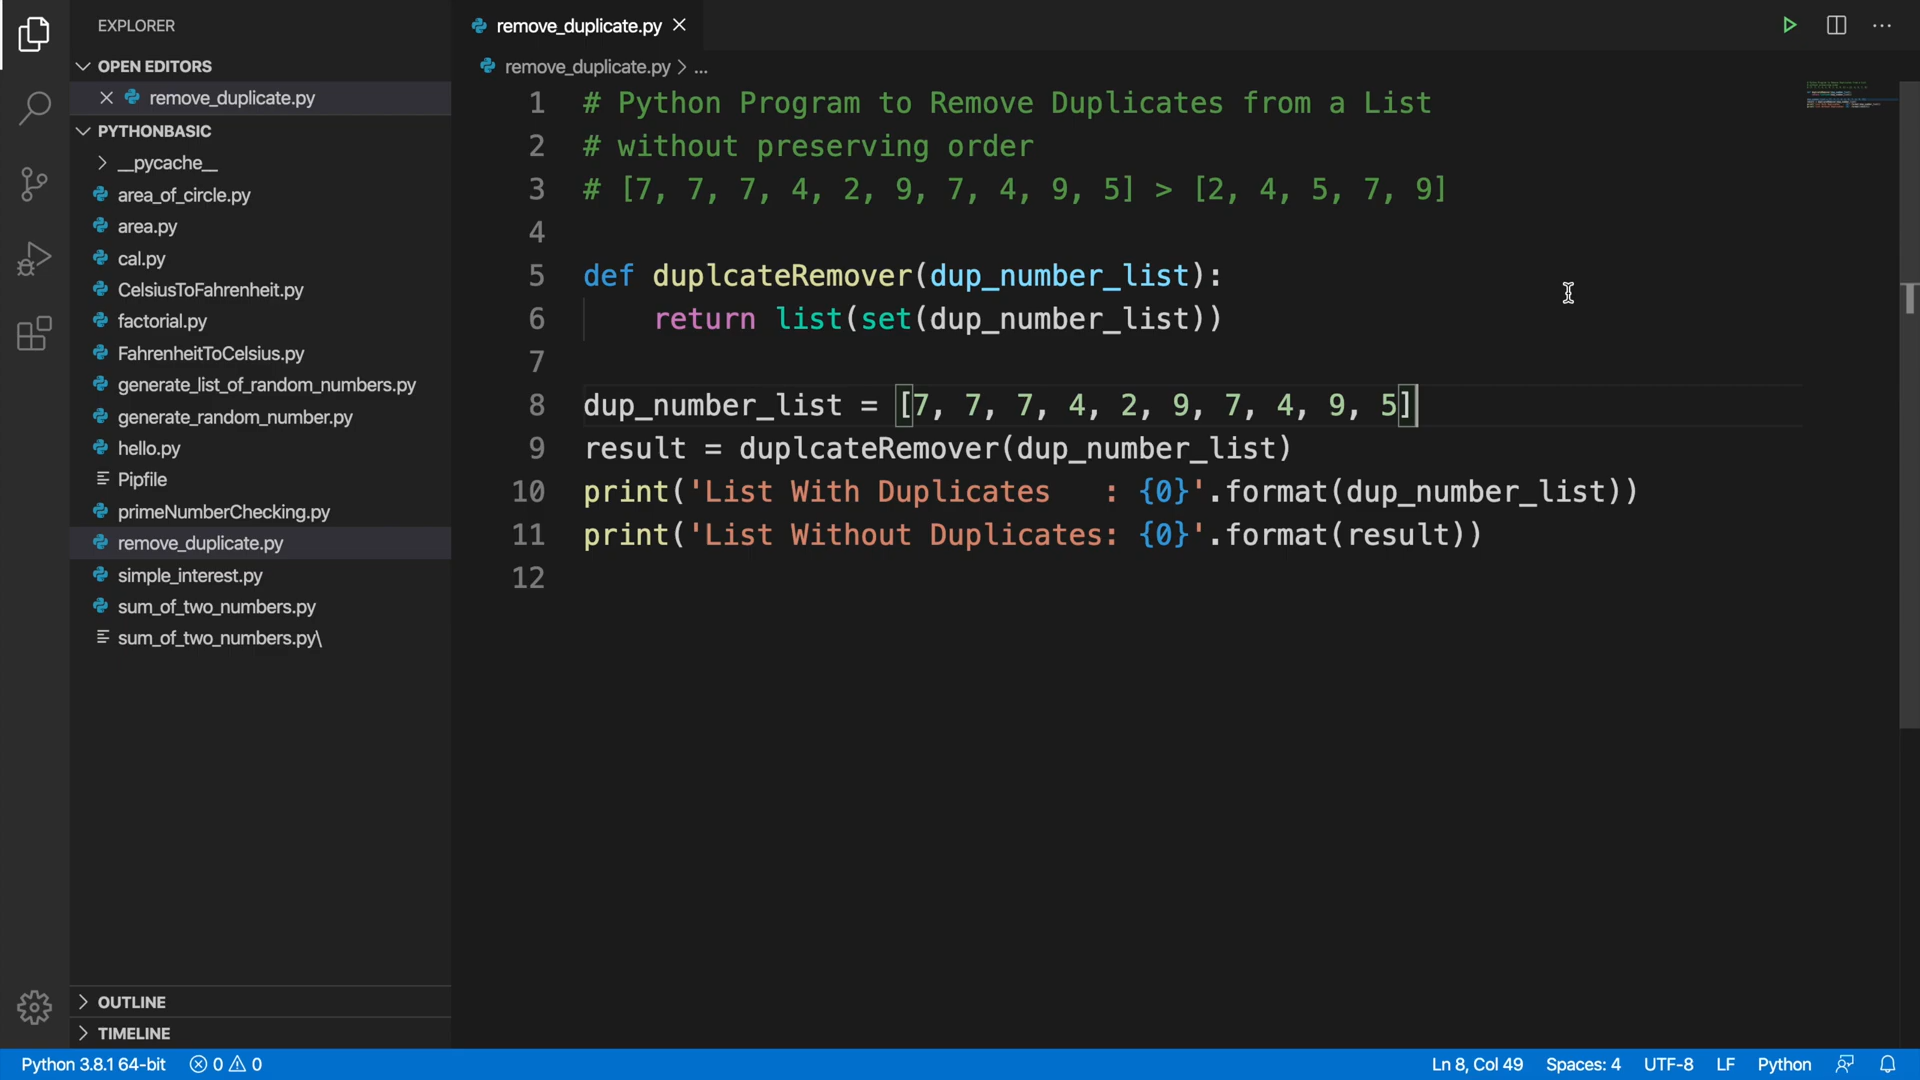 EXPLORER
OPEN EDITORS
remove_duplicate.py
PYTHONBASIC
__pycache__
area_of_circle.py
area.py
cal.py
CelsiusToFahrenheit.py
factorial.py
FahrenheitToCelsius.py
generate_list_of_random_numbers.py
generate_random_number.py
hello.py
Pipfile
primeNumberChecking.py
remove_duplicate.py
simple_interest.py
sum_of_two_numbers.py
sum_of_two_numbers.py\
OUTLINE
TIMELINE
remove_duplicate.py
remove_duplicate.py > ...
1 # Python Program to Remove Duplicates from a List
2 # without preserving order
3 # [7, 7, 7, 4, 2, 9, 7, 4, 9, 5] > [2, 4, 5, 7, 9]
4
5 def duplcateRemover(dup_number_list):
6 return list(set(dup_number_list))
7
8 dup_number_list = [7, 7, 7, 4, 2, 9, 7, 4, 9, 5]
9 result = duplcateRemover(dup_number_list)
10 print('List With Duplicates   : {0}'.format(dup_number_list))
11 print('List Without Duplicates: {0}'.format(result))
12
Python 3.8.1 64-bit 0 0 Ln 8, Col 49 Spaces: 4 UTF-8 LF Python